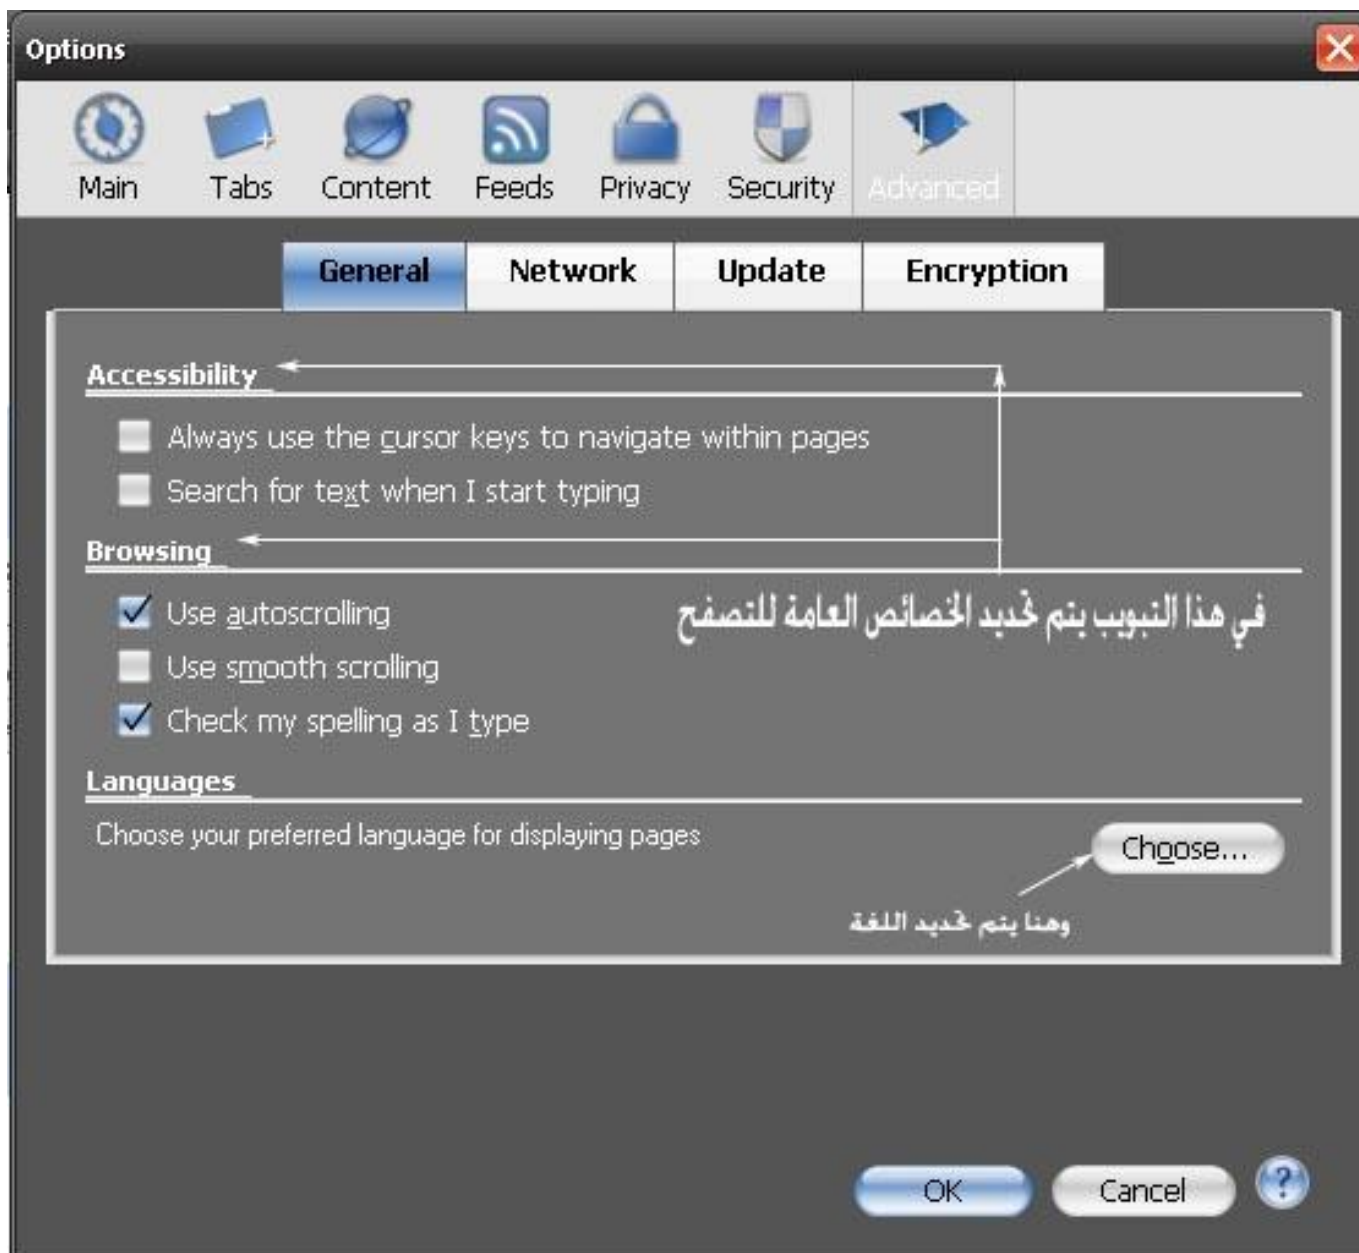 Options
Main Tabs Content Feeds Privacy Security Advanced
General Network Update Encryption
Accessibility
Always use the cursor keys to navigate within pages
Search for text when I start typing
Browsing
Use autoscrolling
في هذا التبويب يتم تحديد الخصائص العامة للتصفح
Use smooth scrolling
Check my spelling as I type
Languages
Choose your preferred language for displaying pages
Choose...
وهنا يتم تحديد اللغة
OK Cancel ?